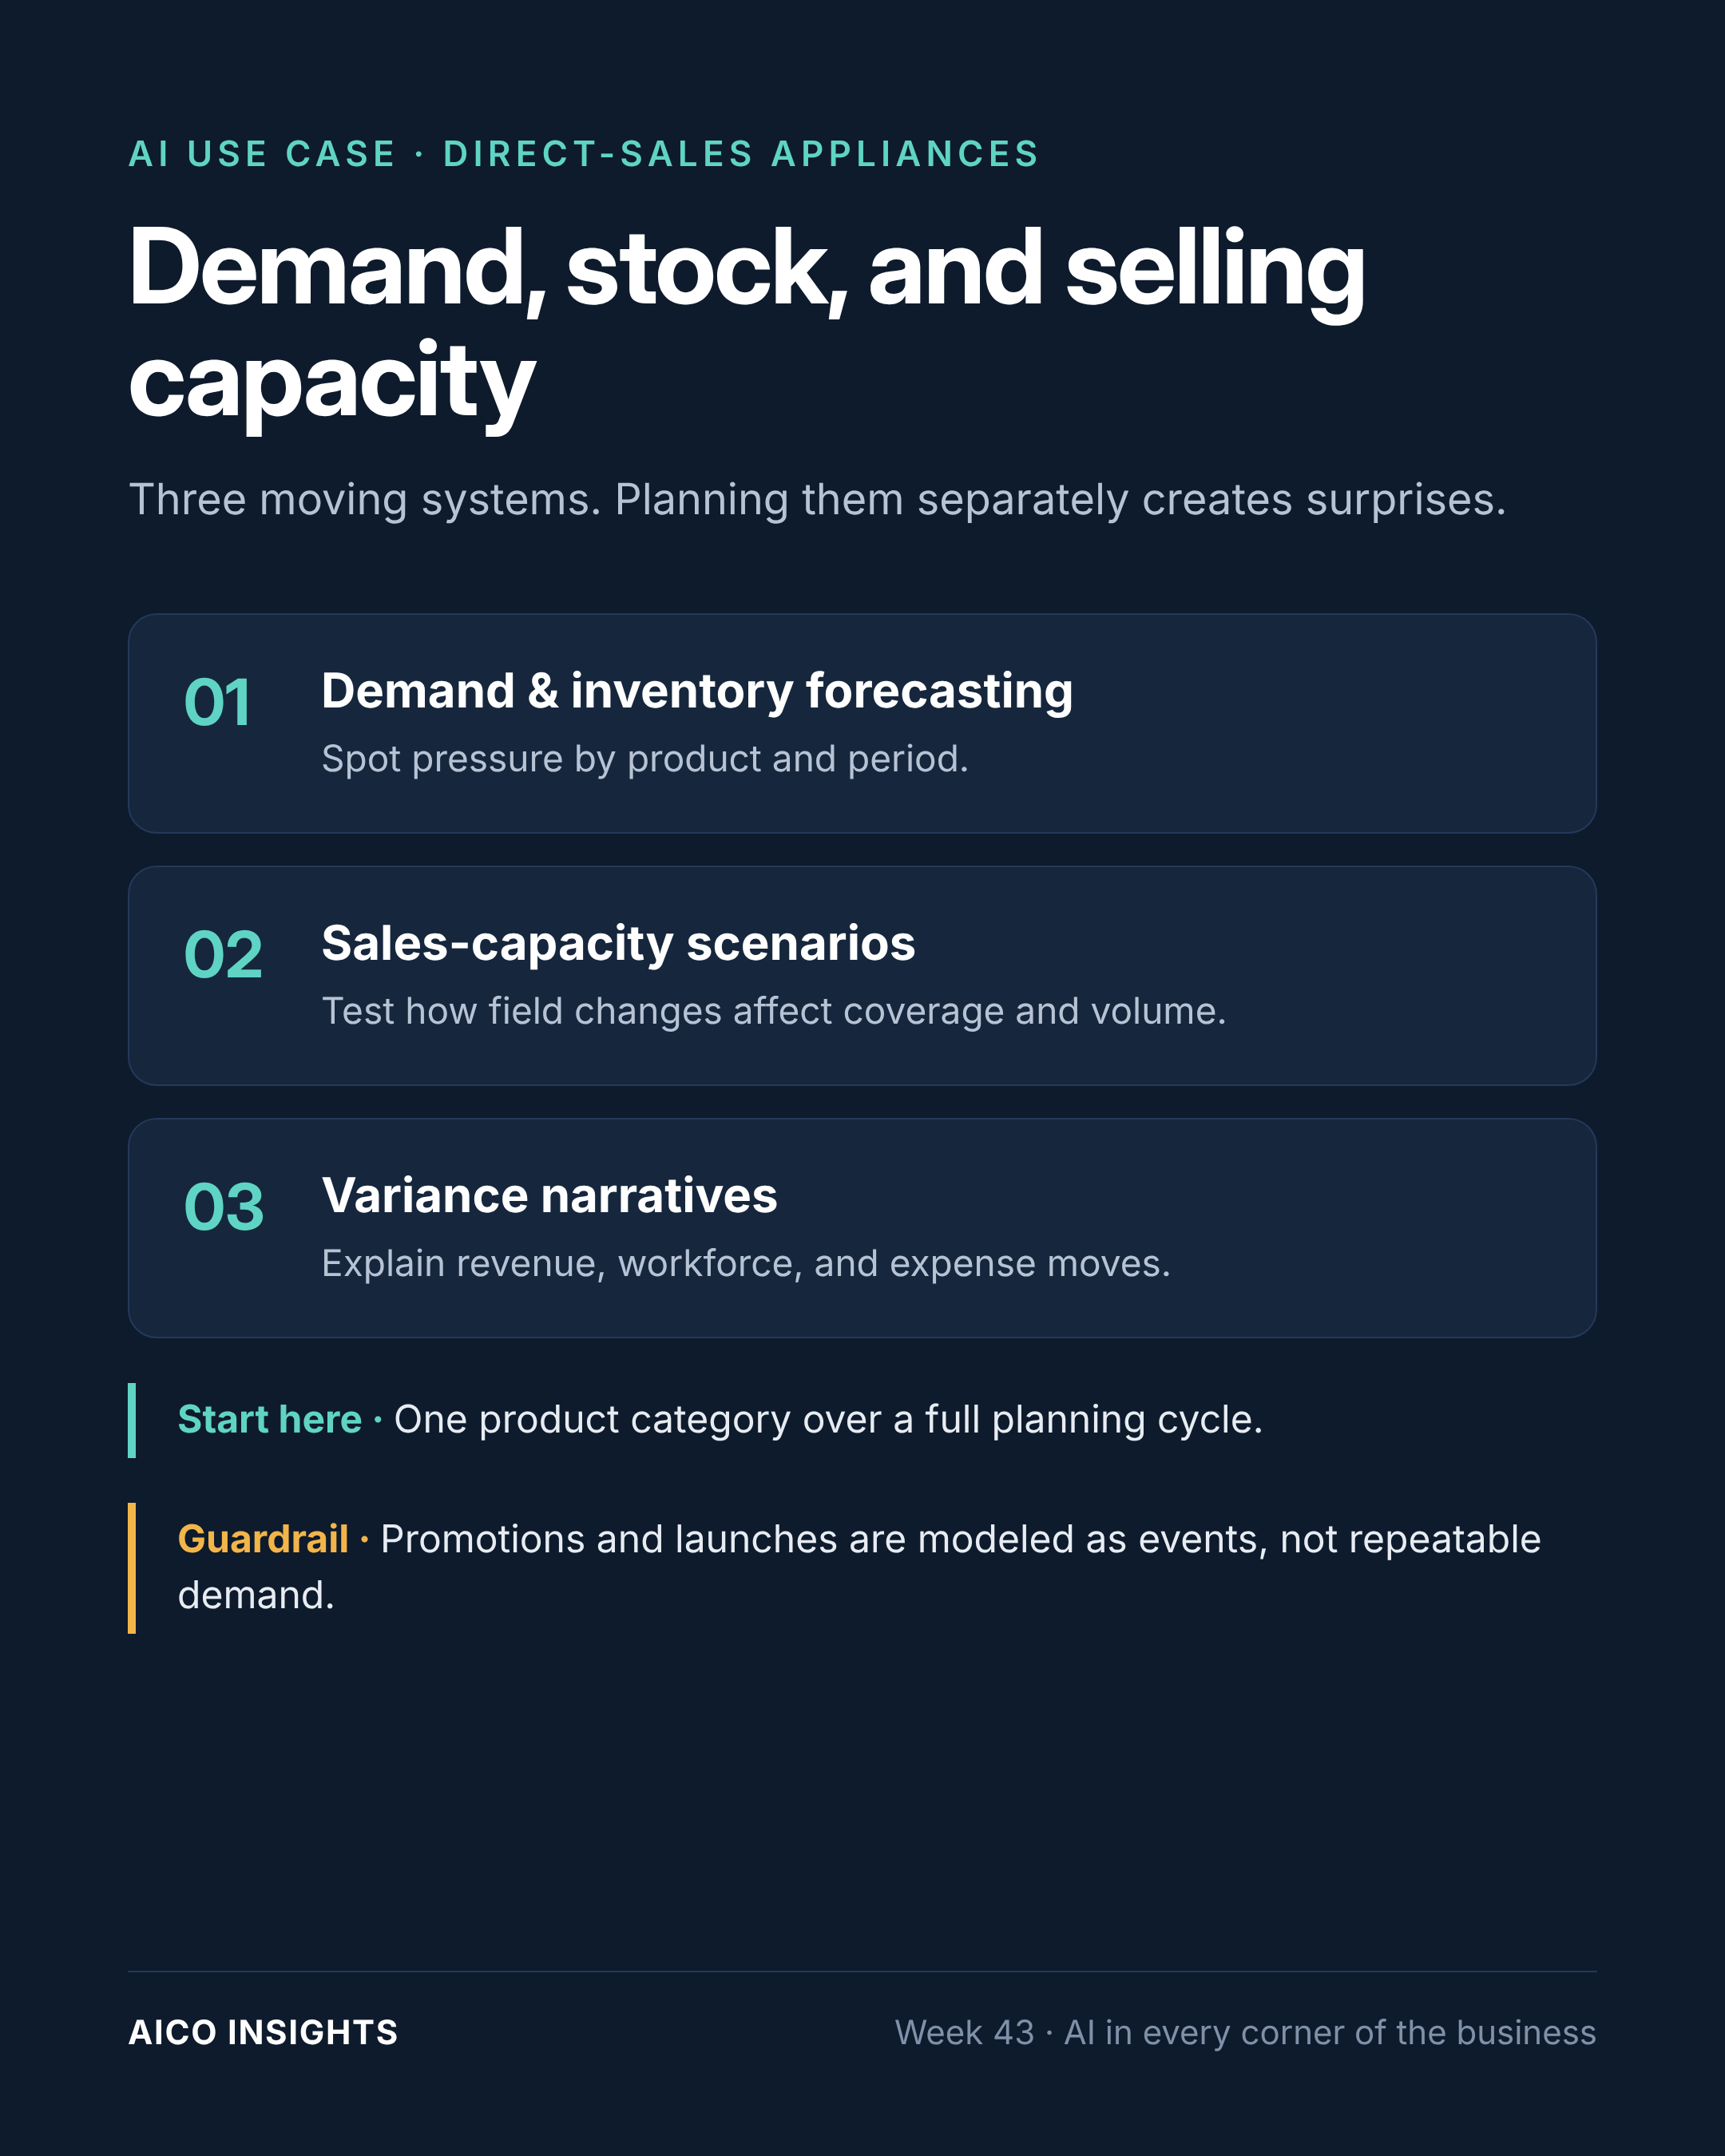 AI USE CASE · DIRECT-SALES APPLIANCES
Demand, stock, and selling
capacity
Three moving systems. Planning them separately creates surprises.
01
Demand & inventory forecasting
Spot pressure by product and period.
02
Sales-capacity scenarios
Test how field changes affect coverage and volume.
03
Variance narratives
Explain revenue, workforce, and expense moves.
Start here · One product category over a full planning cycle.
Guardrail · Promotions and launches are modeled as events, not repeatable
demand.
AICO INSIGHTS
Week 43 · AI in every corner of the business